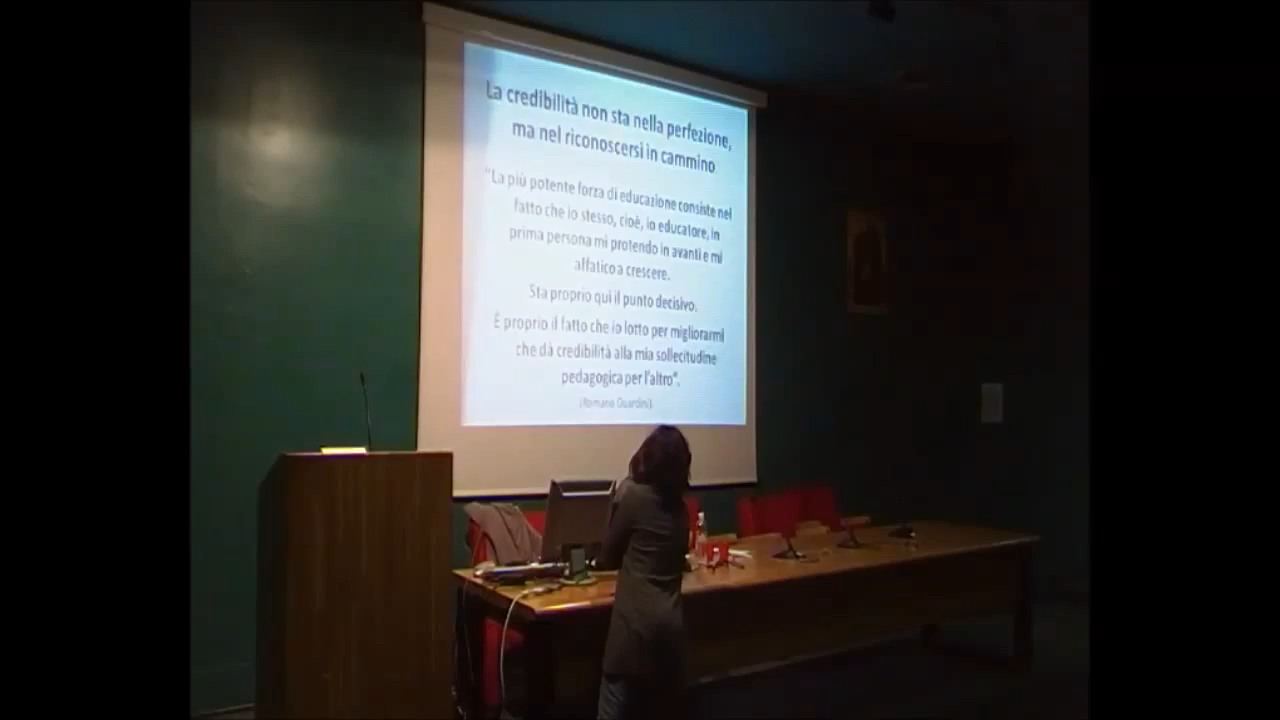 La credibilità non sta nella perfezione,
ma nel riconoscersi in cammino.
"La più potente forza di educazione consiste nel
fatto che io stesso, cioè, io educatore, in
prima persona mi protendo in avanti e mi
affatico a crescere.
Sta proprio qui il punto decisivo.
È proprio il fatto che io lotto per migliorarmi
che dà credibilità alla mia sollecitudine
pedagogica per l'altro".
(Romano Guardini)